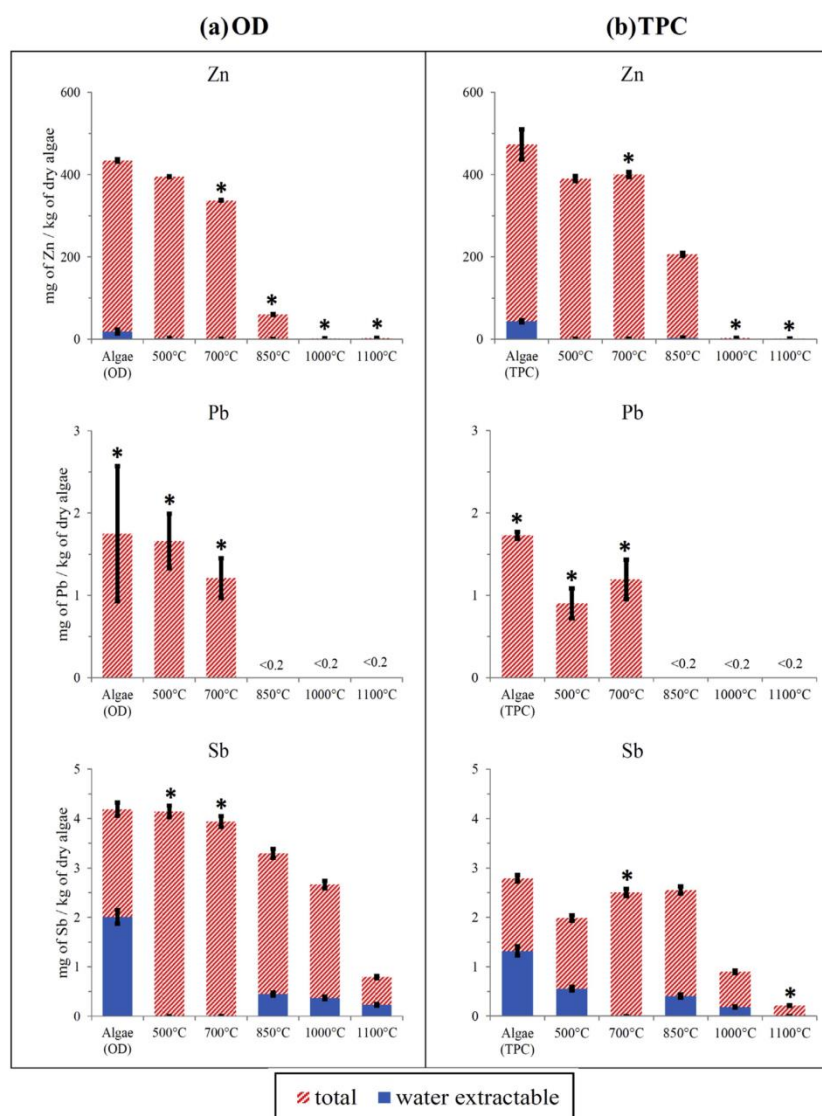 (a) OD
(b) TPC
Zn
mg of Zn / kg of dry algae
600
400
200
0
*
*
*
*
Algae (OD)
500°C
700°C
850°C
1000°C
1100°C
Zn
600
400
200
0
*
*
*
Algae (TPC)
500°C
700°C
850°C
1000°C
1100°C
Pb
mg of Pb / kg of dry algae
3
2
1
0
*
*
*
<0.2
<0.2
<0.2
Algae (OD)
500°C
700°C
850°C
1000°C
1100°C
Pb
3
2
1
0
*
*
*
<0.2
<0.2
<0.2
Algae (TPC)
500°C
700°C
850°C
1000°C
1100°C
Sb
mg of Sb / kg of dry algae
5
4
3
2
1
0
*
*
Algae (OD)
500°C
700°C
850°C
1000°C
1100°C
Sb
5
4
3
2
1
0
*
*
Algae (TPC)
500°C
700°C
850°C
1000°C
1100°C
total
water extractable